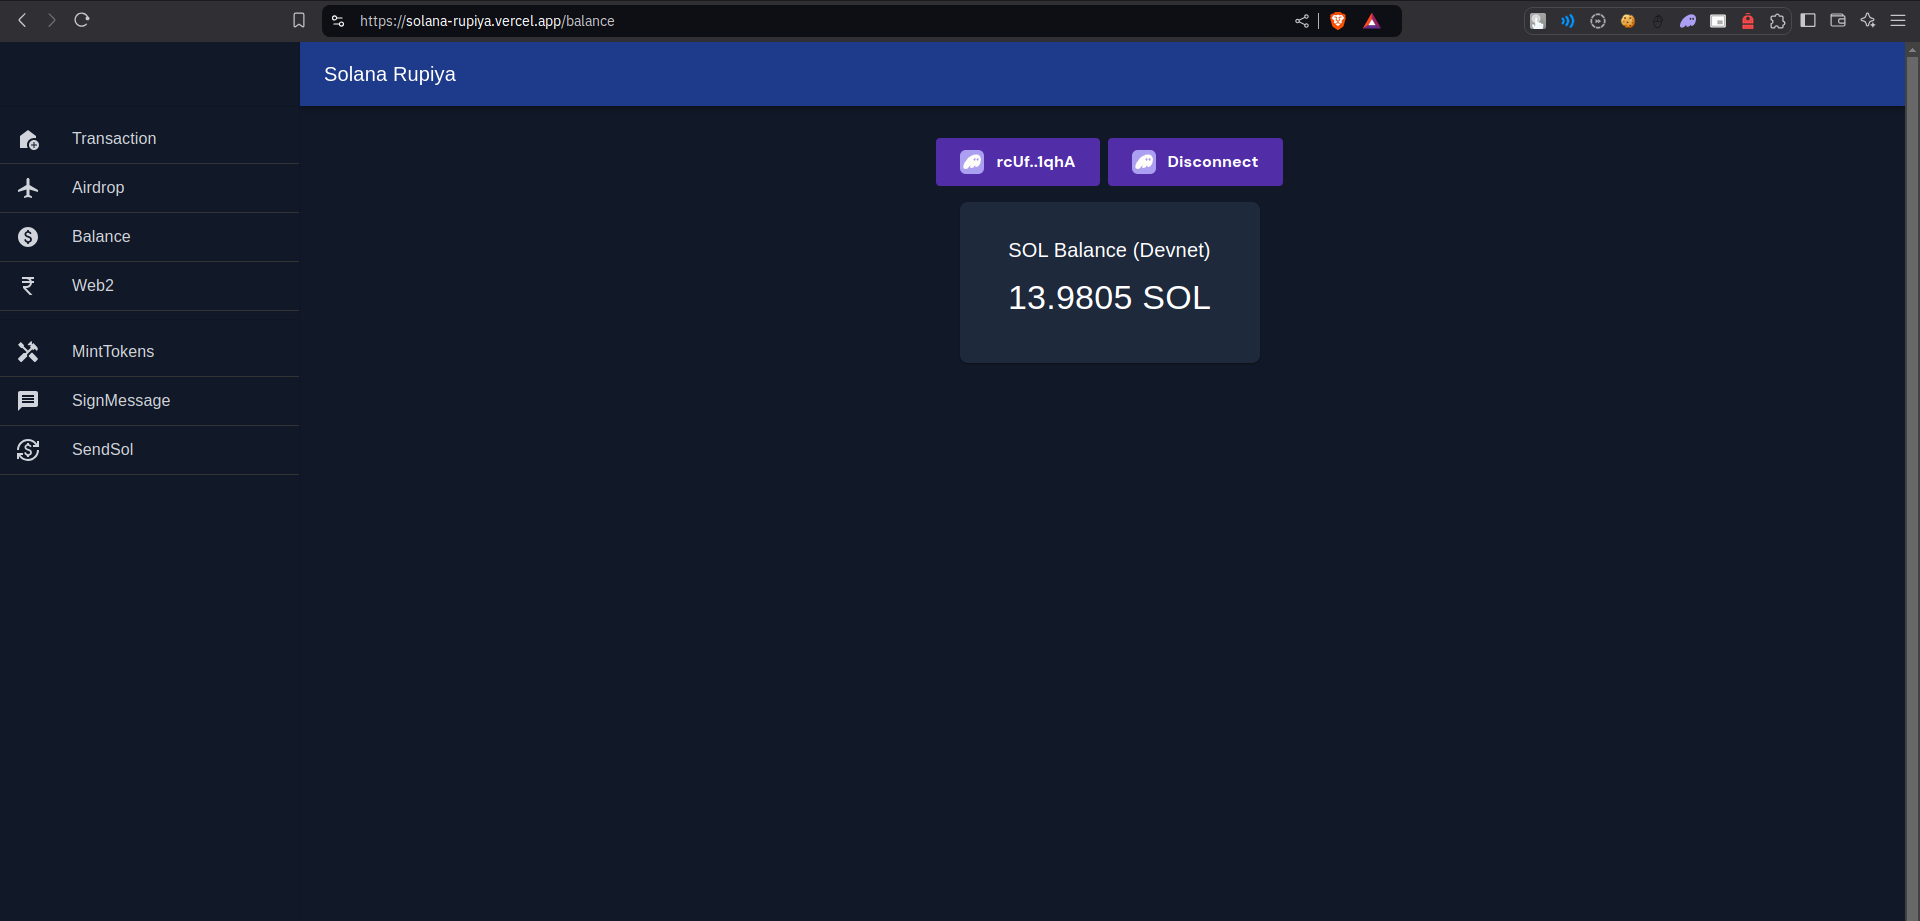 https://solana-rupiya.vercel.app/balance
Solana Rupiya
Transaction
Airdrop
Balance
Web2
MintTokens
SignMessage
SendSol
rcUf..1qhA
Disconnect
SOL Balance (Devnet)
13.9805 SOL